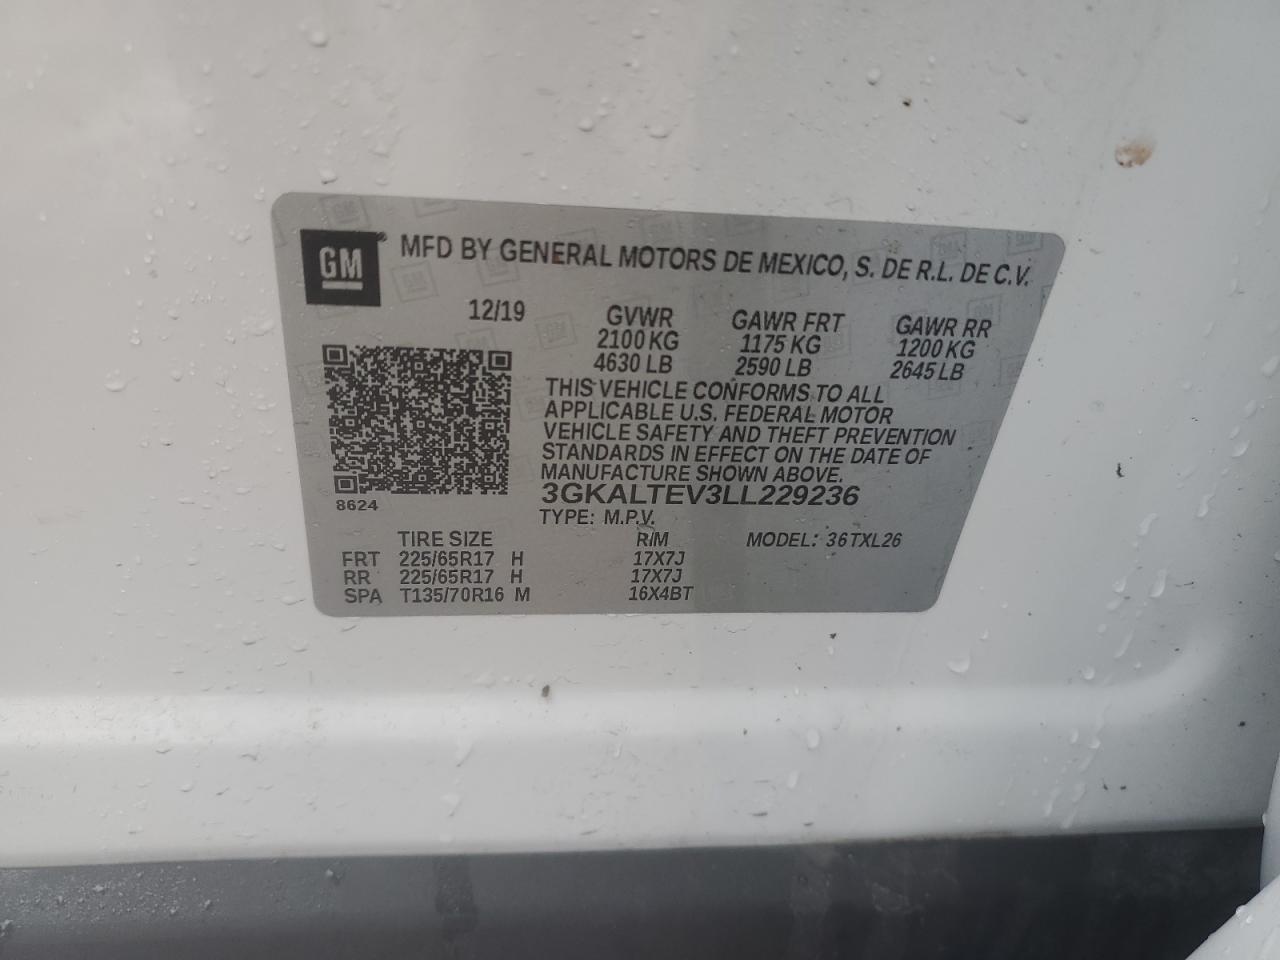 GM MFD BY GENERAL MOTORS DE MEXICO, S. DE R.L. DE C.V.
12/19 GVWR GAWR FRT GAWR RR
2100 KG 1175 KG 1200 KG
4630 LB 2590 LB 2645 LB
THIS VEHICLE CONFORMS TO ALL
APPLICABLE U.S. FEDERAL MOTOR
VEHICLE SAFETY AND THEFT PREVENTION
STANDARDS IN EFFECT ON THE DATE OF
MANUFACTURE SHOWN ABOVE.
8624
3GKALTEV3LL229236
TYPE: M.P.V.
TIRE SIZE RIM MODEL: 36TXL26
FRT 225/65R17 H 17X7J
RR 225/65R17 H 17X7J
SPA T135/70R16 M 16X4BT